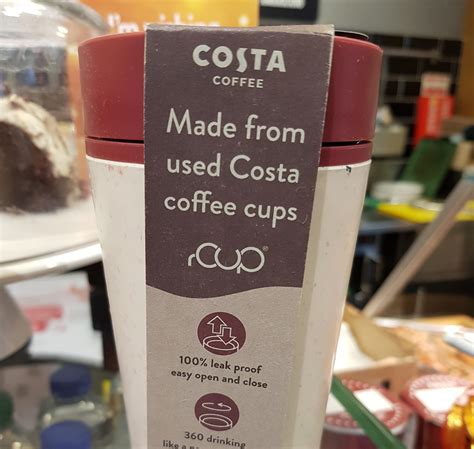 COSTA
COFFEE
Made from
used Costa
coffee cups
rCUP®
100% leak proof
easy open and close
360 drinking